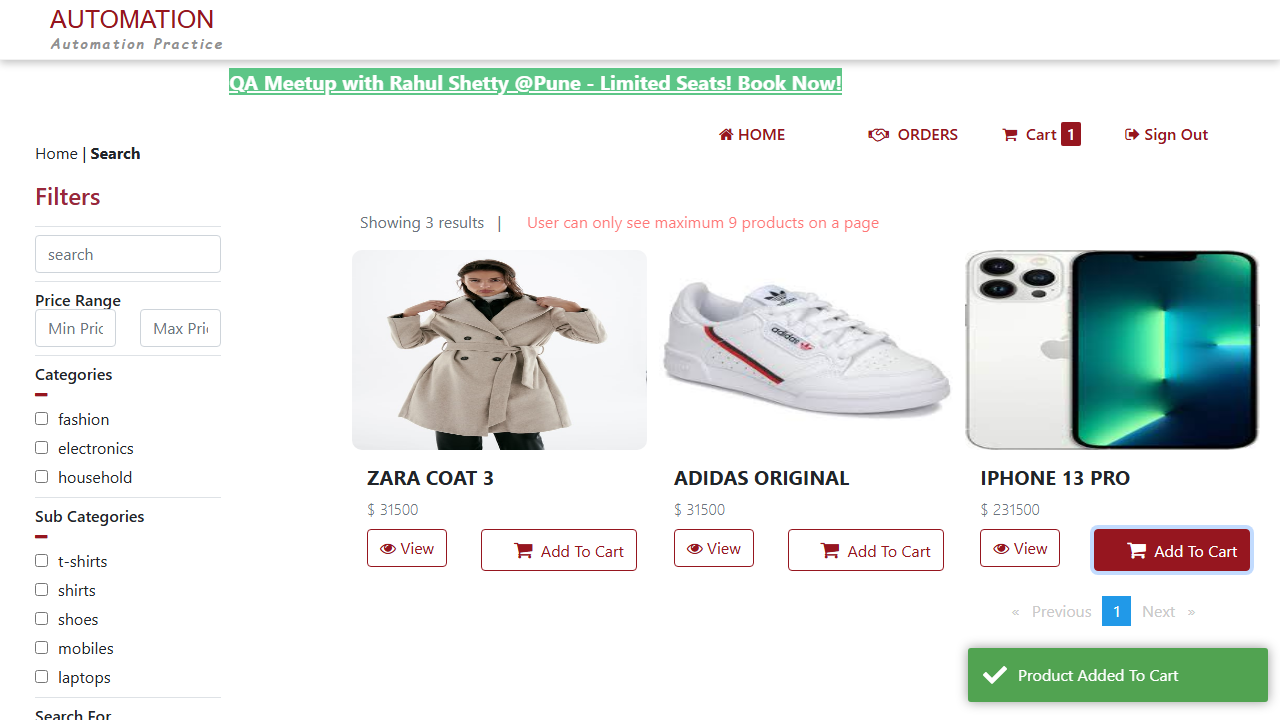 AUTOMATION
Automation Practice
QA Meetup with Rahul Shetty @Pune - Limited Seats! Book Now!
HOME
ORDERS
Cart 1
Sign Out
Home | Search
Filters
Showing 3 results |
User can only see maximum 9 products on a page
search
Price Range
Min Pric
Max Pri
Categories
fashion
electronics
household
Sub Categories
t-shirts
shirts
shoes
mobiles
laptops
Search For
adidas
ZARA COAT 3
$ 31500
View
Add To Cart
ADIDAS ORIGINAL
$ 31500
View
Add To Cart
IPHONE 13 PRO
$ 231500
View
Add To Cart
« Previous 1 Next »
Product Added To Cart